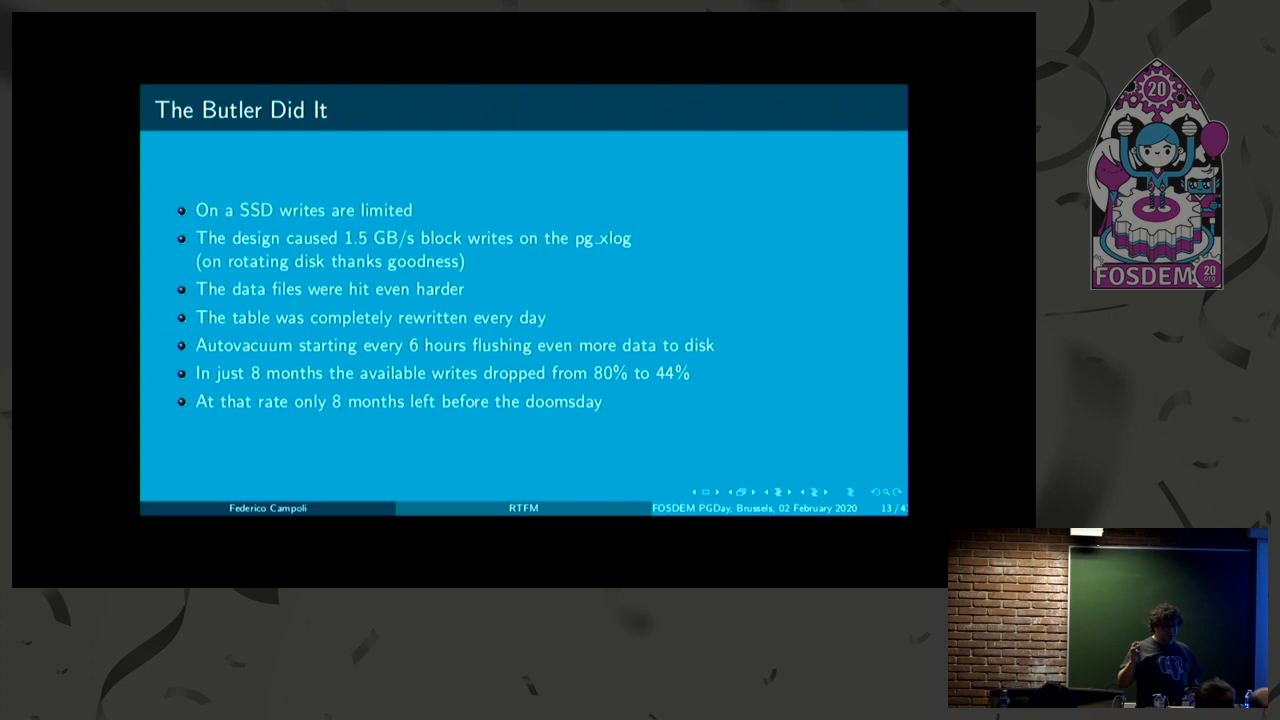 The Butler Did It
On a SSD writes are limited
The design caused 1.5 GB/s block writes on the pg_xlog
(on rotating disk thanks goodness)
The data files were hit even harder
The table was completely rewritten every day
Autovacuum starting every 6 hours flushing even more data to disk
In just 8 months the available writes dropped from 80% to 44%
At that rate only 8 months left before the doomsday
Federico Campoli
RTFM
FOSDEM PGDay, Brussels, 02 February 2020
13 / 4
20
FOSDEM
20
.org